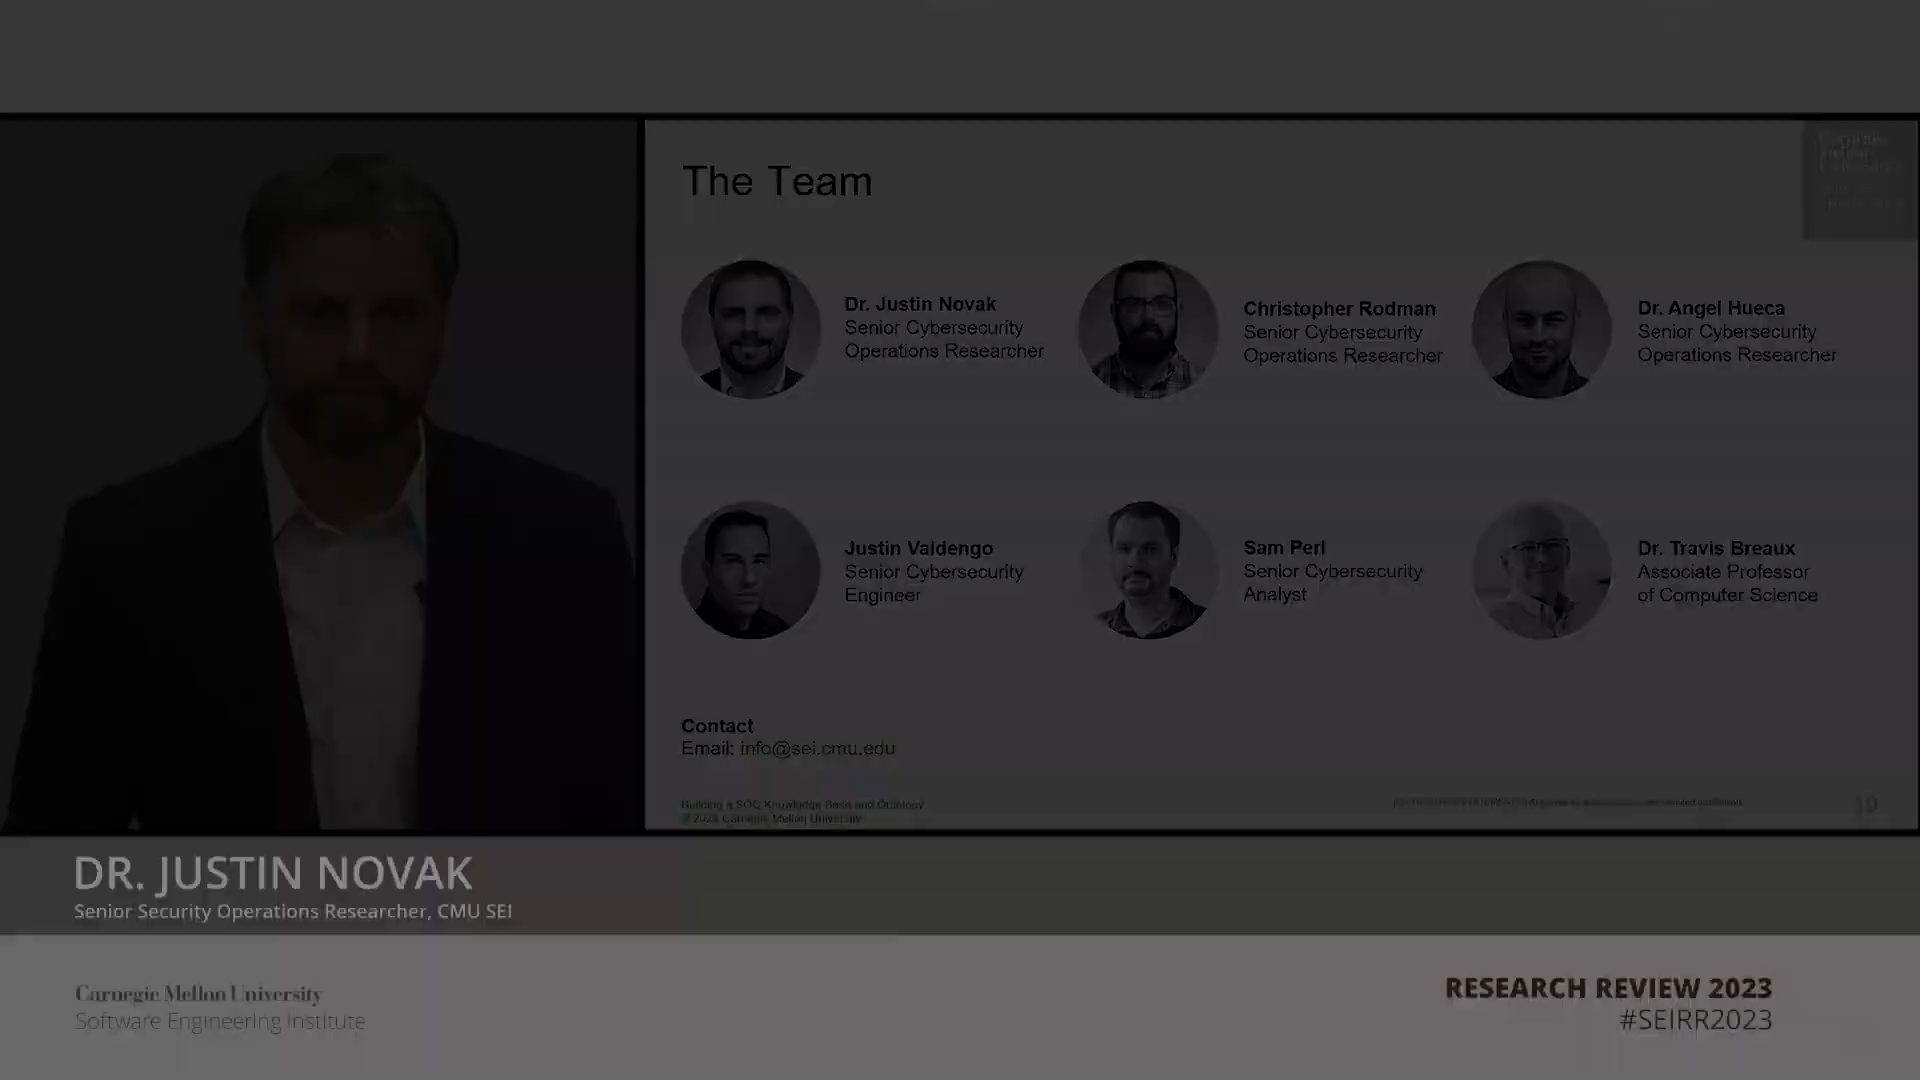 The Team
Dr. Justin Novak
Senior Cybersecurity
Operations Researcher
Christopher Rodman
Senior Cybersecurity
Operations Researcher
Dr. Angel Hueca
Senior Cybersecurity
Operations Researcher
Justin Valdengo
Senior Cybersecurity
Engineer
Sam Perl
Senior Cybersecurity
Analyst
Dr. Travis Breaux
Associate Professor
of Computer Science
Contact
Email: info@sei.cmu.edu
Building a SOC Knowledge Base and Ontology
© 2023 Carnegie Mellon University
19
DR. JUSTIN NOVAK
Senior Security Operations Researcher, CMU SEI
Carnegie Mellon University
Software Engineering Institute
RESEARCH REVIEW 2023
#SEIRR2023